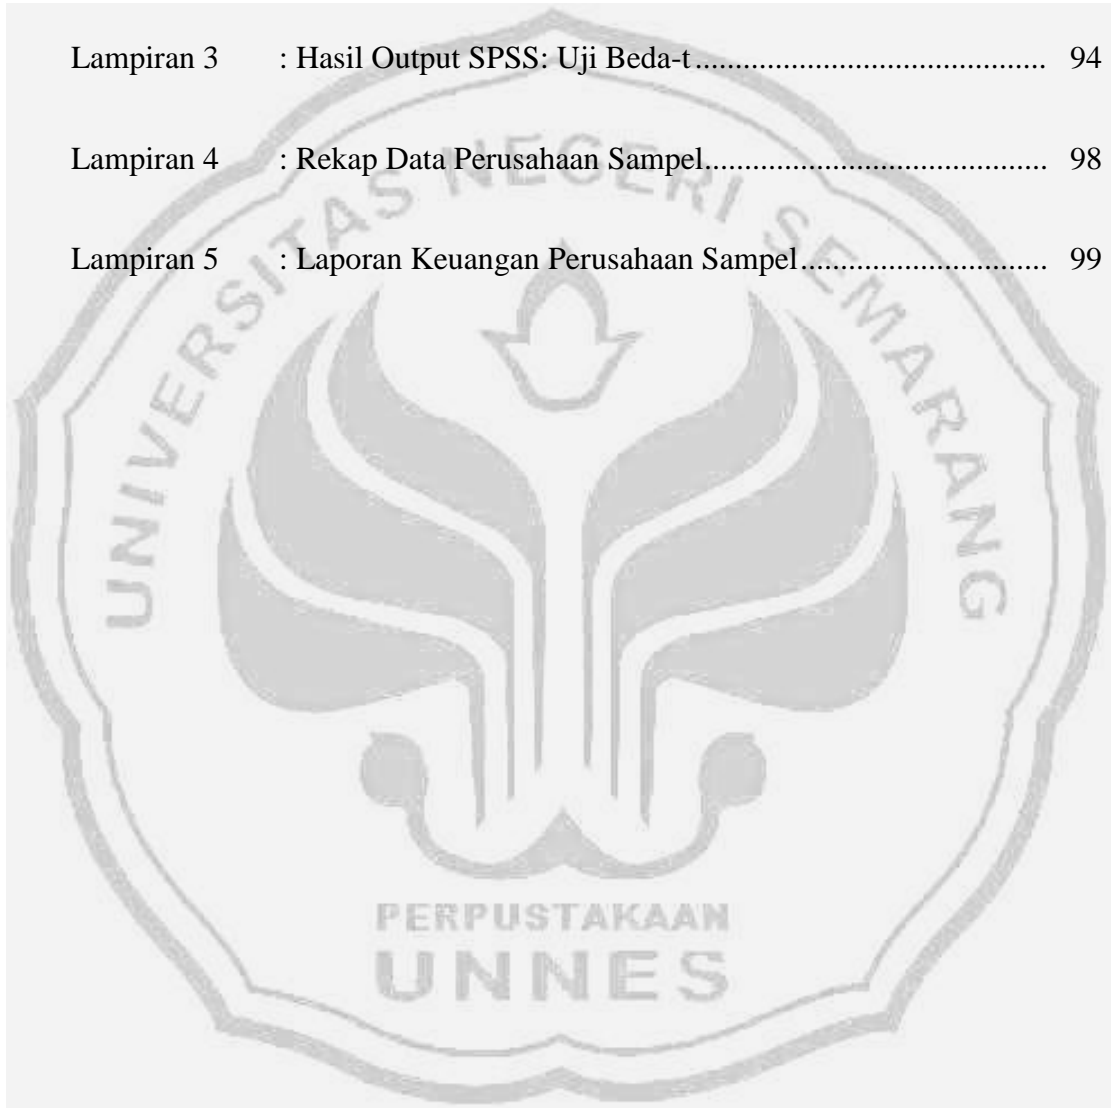 Lampiran 3 : Hasil Output SPSS: Uji Beda-t ............................................ 94
Lampiran 4 : Rekap Data Perusahaan Sampel........................................... 98
Lampiran 5 : Laporan Keuangan Perusahaan Sampel............................... 99
UNIVERSITAS NEGERI SEMARANG
PERPUSTAKAAN
UNNES